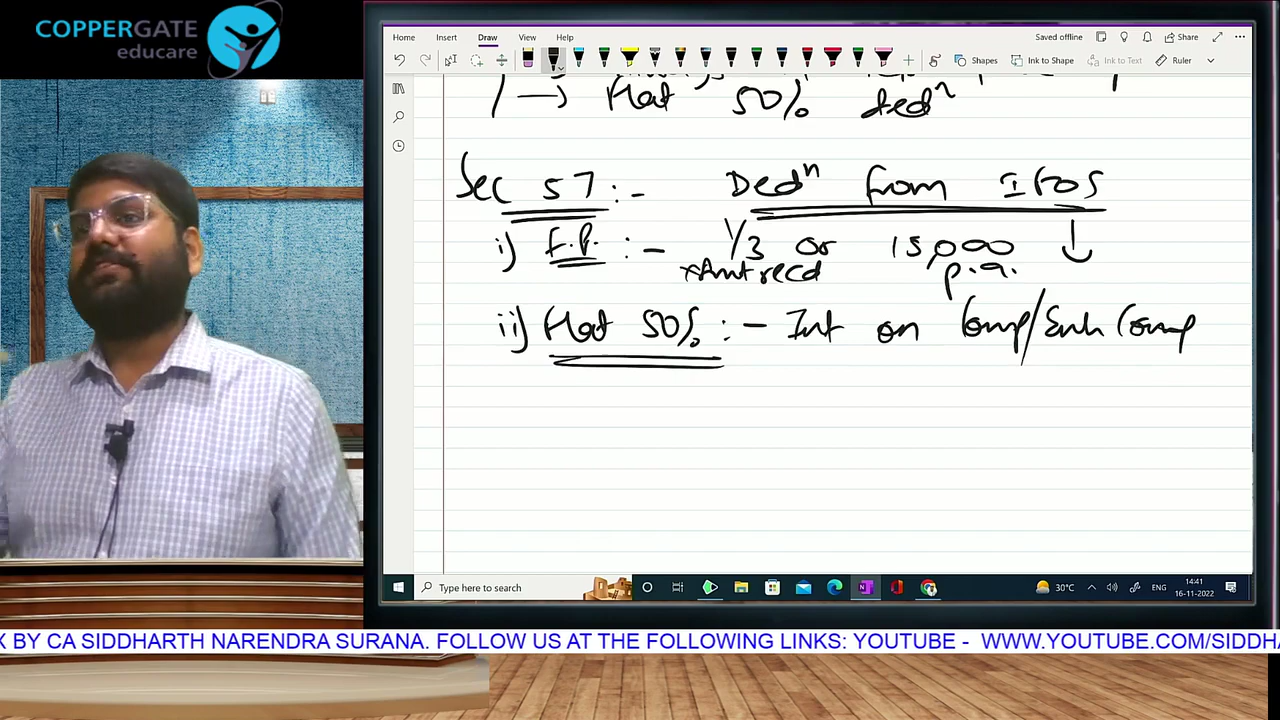 COPPERGATE
educare
Home Insert Draw View Help
Saved offline
Share
Shapes
Ink to Shape
Ink to Text
Ruler
→ Flat 50% dedⁿ
Sec 57 :- Dedⁿ from IFOS
i) F.P. :- 1/3 or 15,000 ↓
Amt recd p.a.
ii) Flat 50% :- Int on Comp/Enh Comp
Type here to search
30°C
ENG
14:41
16-11-2022
X BY CA SIDDHARTH NARENDRA SURANA. FOLLOW US AT THE FOLLOWING LINKS: YOUTUBE - WWW.YOUTUBE.COM/SIDDHA